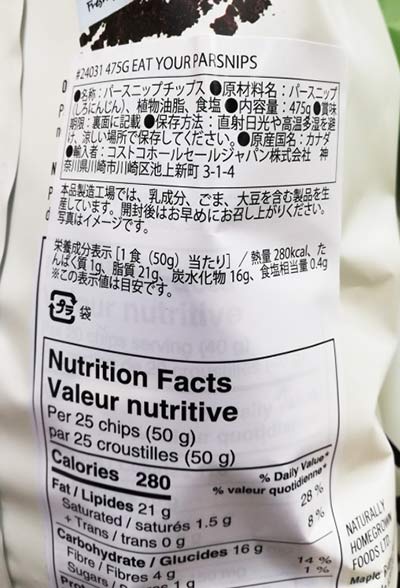 #24031 475G EAT YOUR PARSNIPS
●名称：パースニップチップス ●原材料名：パースニップ
(しろにんじん)、植物油脂、食塩 ●内容量：475g ●賞味
期限：裏面に記載 ●保存方法：直射日光や高温多湿を避
け、涼しい場所で保存してください。●原産国名：カナダ
●輸入者：コストコホールセールジャパン株式会社 神
奈川県川崎市川崎区池上新町 3-1-4
本品製造工場では、乳成分、ごま、大豆を含む製品を生
産しています。開封後はお早めにお召し上がりください。
写真はイメージです。
栄養成分表示 [1 食（50g）当たり] ／ 熱量 280kcal、た
んぱく質 1g、脂質 21g、炭水化物 16g、食塩相当量 0.4g
※この表示値は目安です。
プラ 袋
Nutrition Facts
Valeur nutritive
Per 25 chips (50 g)
par 25 croustilles (50 g)
Calories 280
% Daily Value*
% valeur quotidienne*
Fat / Lipides 21 g 28 %
Saturated / saturés 1.5 g
+ Trans / trans 0 g 8 %
Carbohydrate / Glucides 16 g
Fibre / Fibres 4 g 14 %
Sugars / 1 g 1 %
NATURALLY
HOMEGROWN
FOODS LTD.
Maple